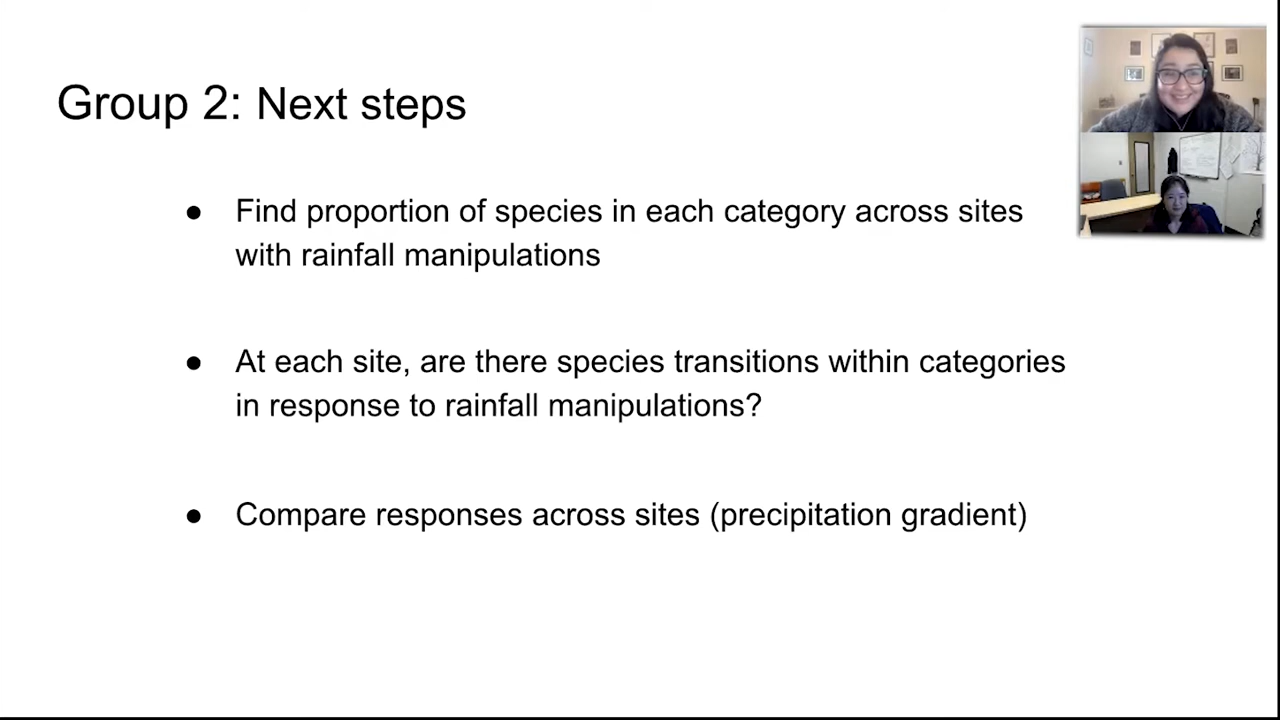 Group 2: Next steps
● Find proportion of species in each category across sites
with rainfall manipulations
● At each site, are there species transitions within categories
in response to rainfall manipulations?
● Compare responses across sites (precipitation gradient)